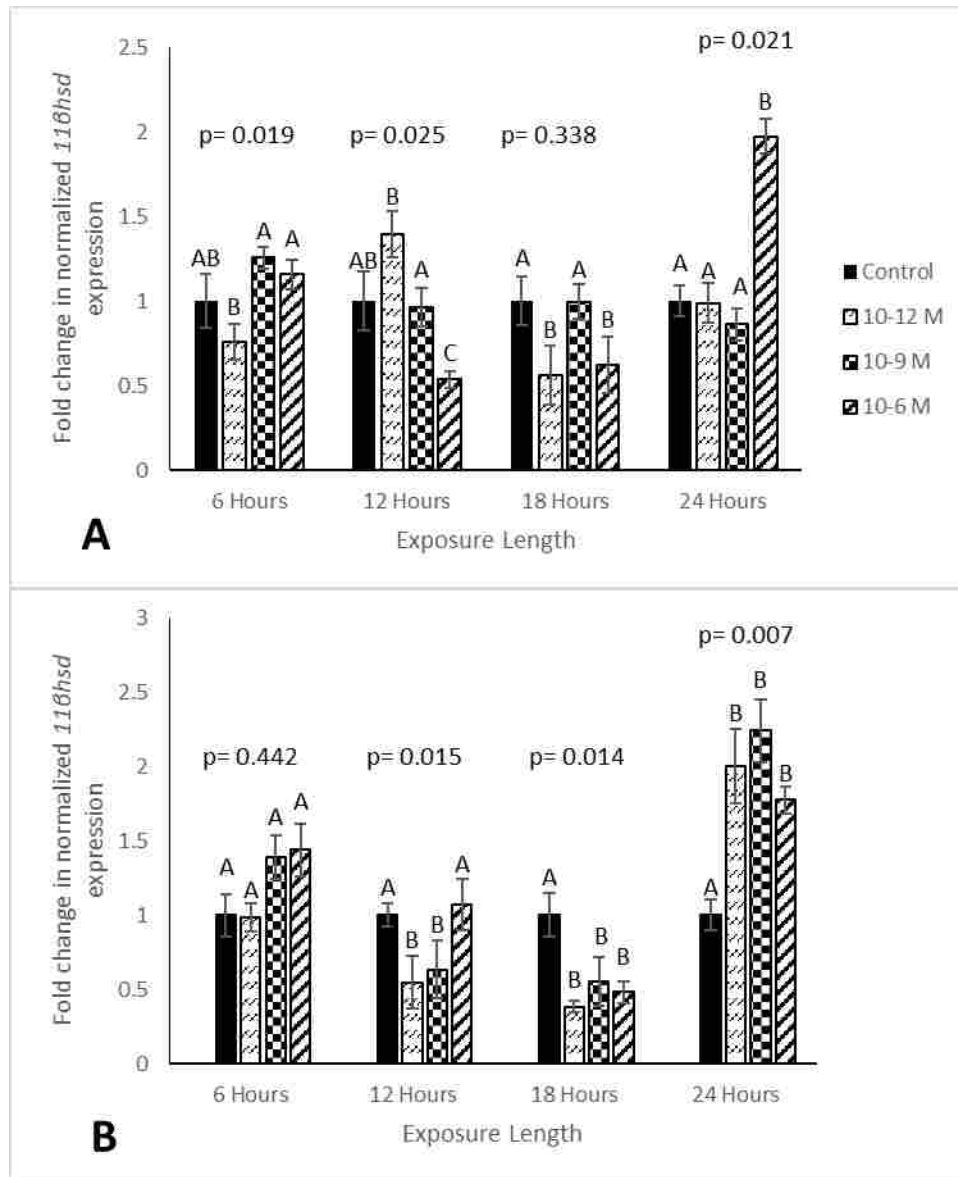 p= 0.021
2.5
p= 0.019
p= 0.025
p= 0.338
2
B
1.5
B
A
A
AB
AB
A
A
A
A
A
1
B
B
B
A
C
0.5
0
6 Hours
12 Hours
18 Hours
24 Hours
Exposure Length
Fold change in normalized 11βhsd
expression
Control
10-12 M
10-9 M
10-6 M
A
3
p= 0.007
2.5
B
B
p= 0.442
p= 0.015
p= 0.014
2
B
1.5
A
A
A
A
A
A
A
A
1
B
B
B
B
B
0.5
0
6 Hours
12 Hours
18 Hours
24 Hours
Exposure Length
Fold change in normalized 11βhsd
expression
B